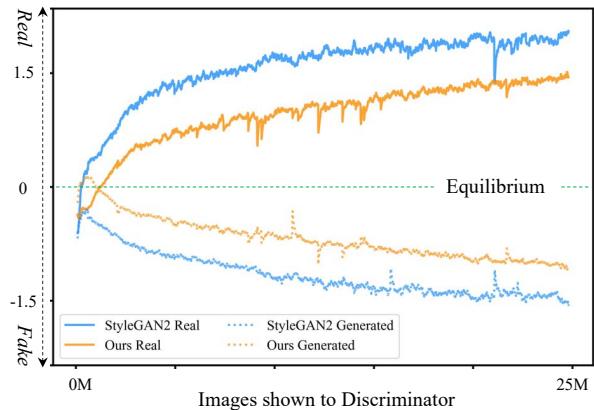 Real
1.5
0
-1.5
Fake
Equilibrium
StyleGAN2 Real
StyleGAN2 Generated
Ours Real
Ours Generated
0M
25M
Images shown to Discriminator